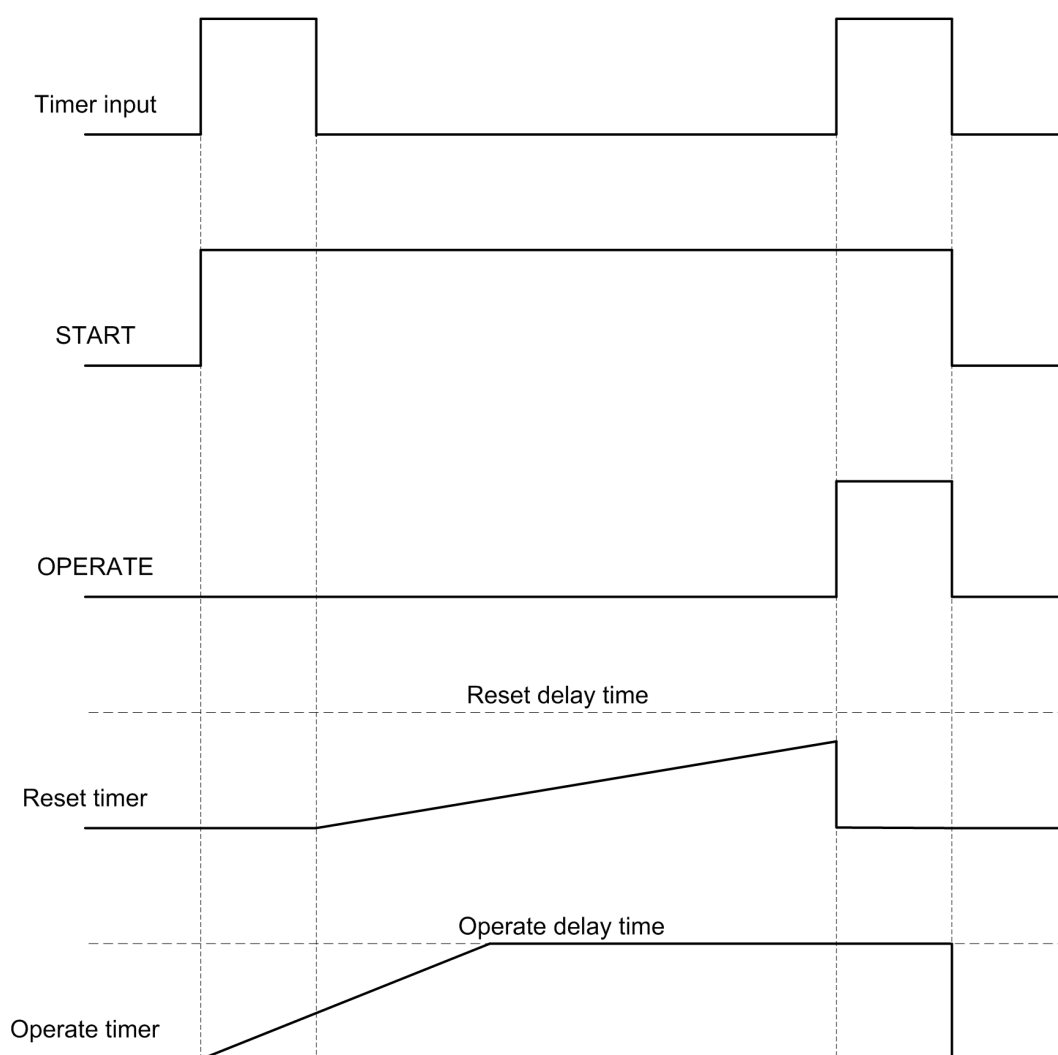 Timer input
START
OPERATE
Reset delay time
Reset timer
Operate delay time
Operate timer